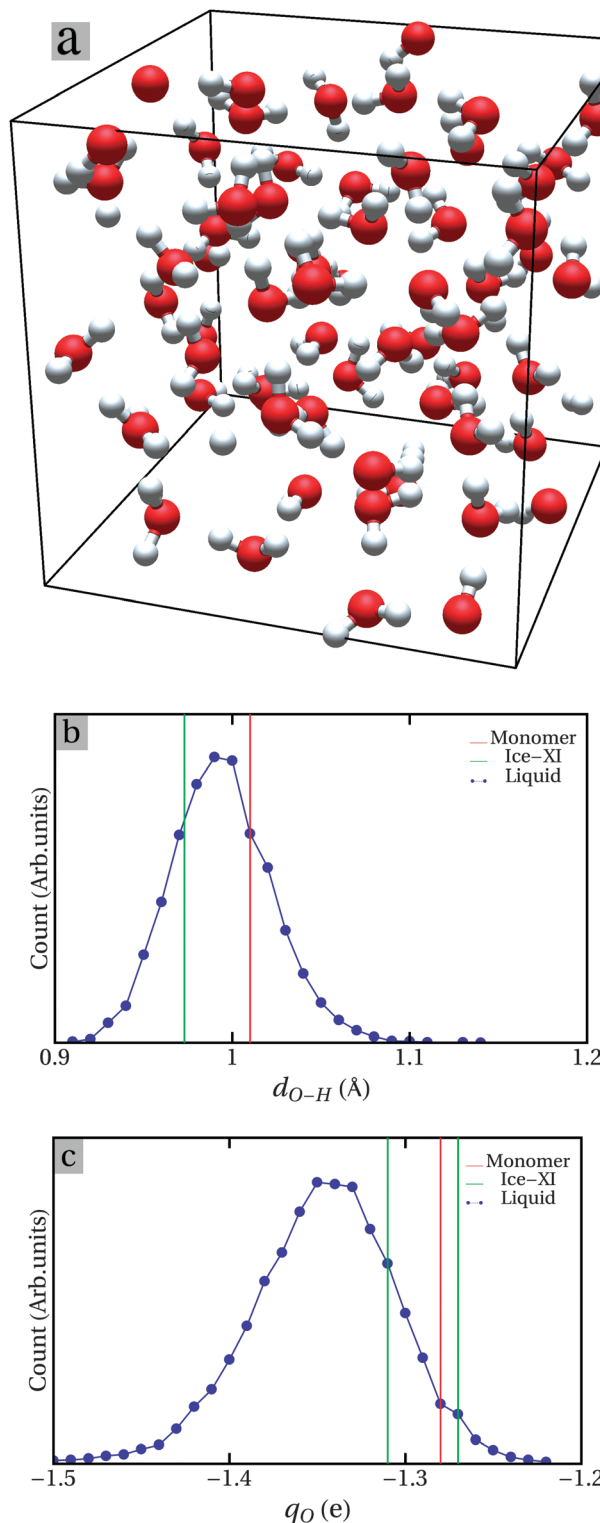 a
b
Monomer
Ice–XI
Liquid
Count (Arb.units)
0.9 1 1.1 1.2
d_{O−H} (Å)
c
Monomer
Ice–XI
Liquid
Count (Arb.units)
−1.5 −1.4 −1.3 −1.2
q_O (e)